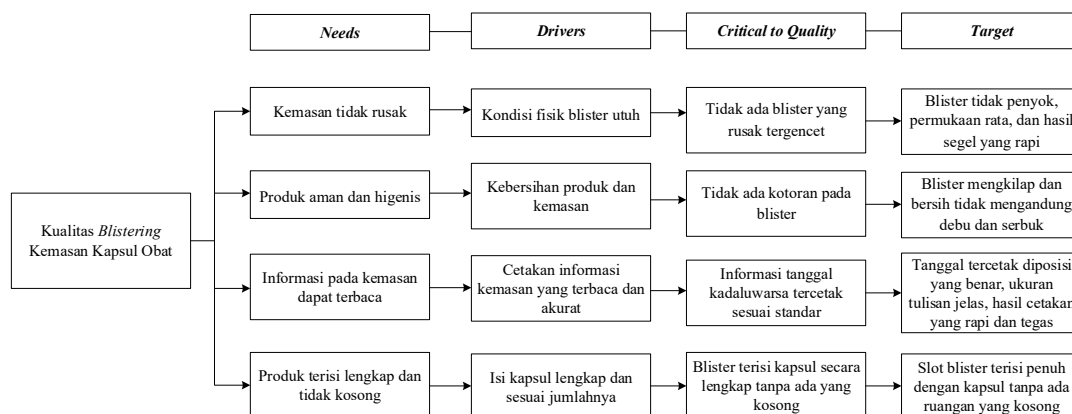 Needs
Drivers
Critical to Quality
Target
Kemasan tidak rusak
Kondisi fisik blister utuh
Tidak ada blister yang
rusak tergencet
Blister tidak penyok,
permukaan rata, dan hasil
segel yang rapi
Produk aman dan higenis
Kebersihan produk dan
kemasan
Tidak ada kotoran pada
blister
Blister mengkilap dan
bersih tidak mengandung
debu dan serbuk
Kualitas Blistering
Kemasan Kapsul Obat
Informasi pada kemasan
dapat terbaca
Cetakan informasi
kemasan yang terbaca dan
akurat
Informasi tanggal
kadaluwarsa tercetak
sesuai standar
Tanggal tercetak diposisi
yang benar, ukuran
tulisan jelas, hasil cetakan
yang rapi dan tegas
Produk terisi lengkap dan
tidak kosong
Isi kapsul lengkap dan
sesuai jumlahnya
Blister terisi kapsul secara
lengkap tanpa ada yang
kosong
Slot blister terisi penuh
dengan kapsul tanpa ada
ruangan yang kosong